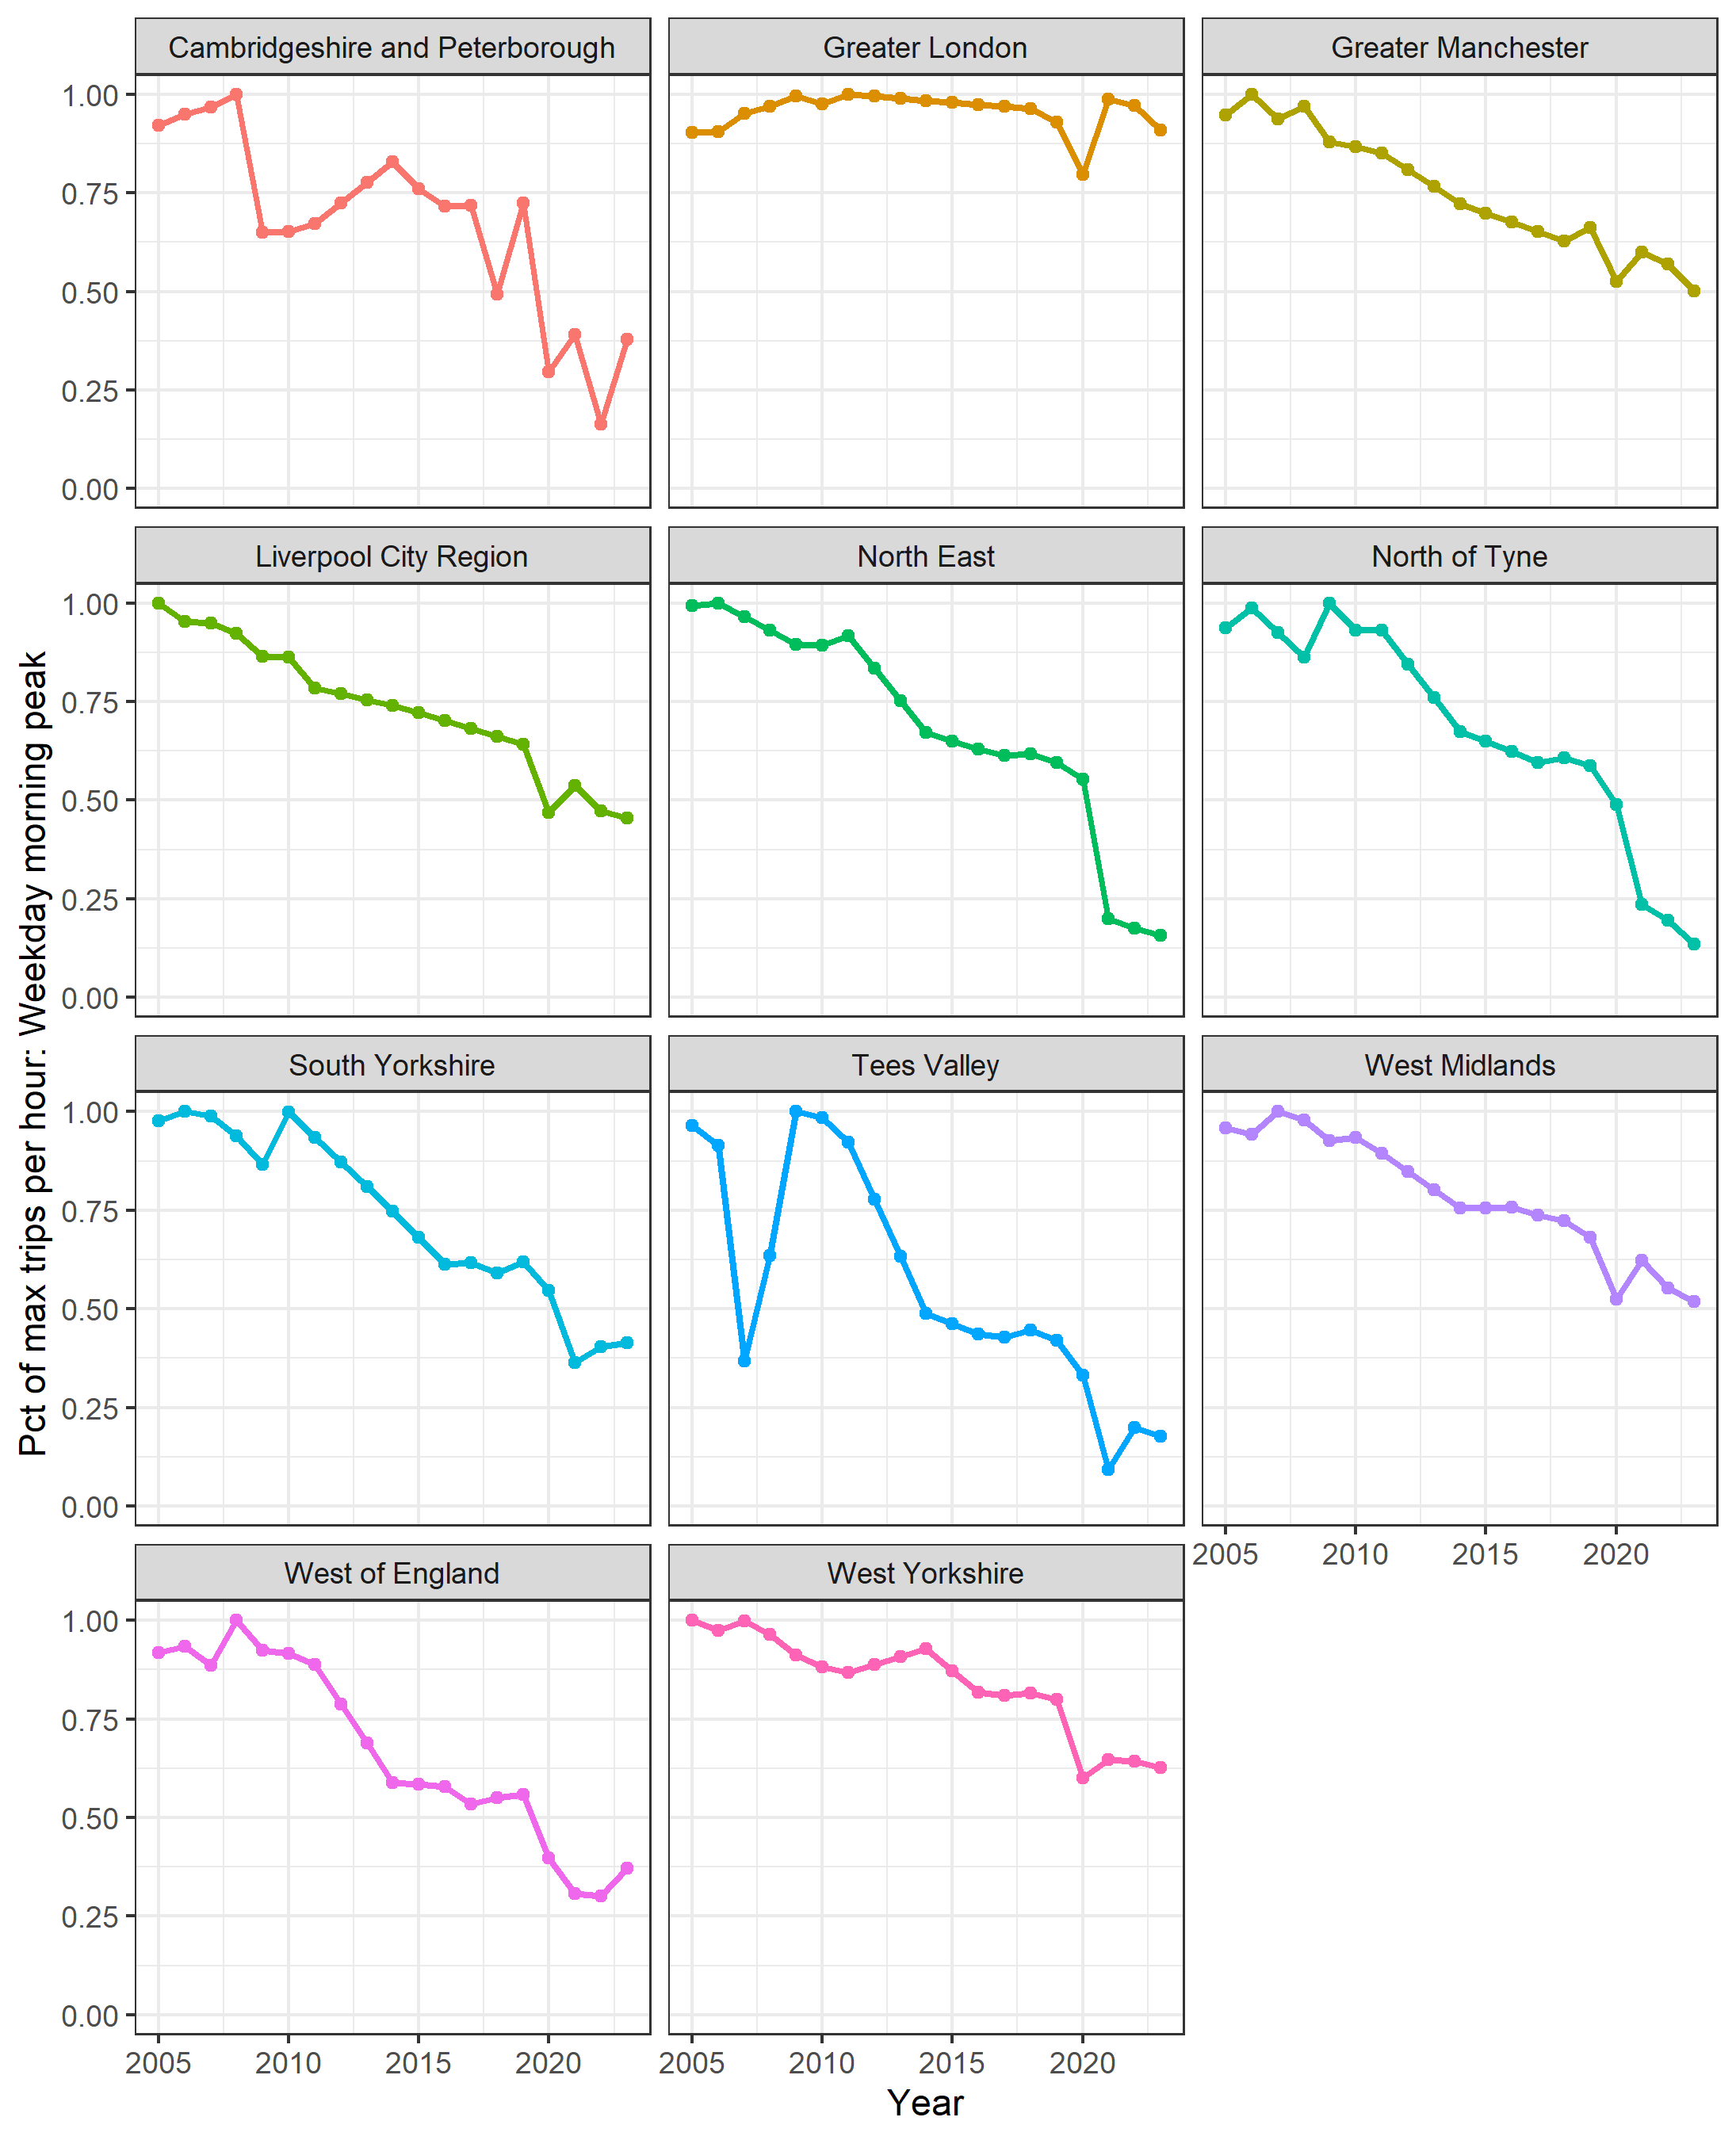 Cambridgeshire and Peterborough
Greater London
Greater Manchester
1.00
0.75
0.50
0.25
0.00
Liverpool City Region
North East
North of Tyne
1.00
0.75
0.50
0.25
0.00
Pct of max trips per hour: Weekday morning peak
South Yorkshire
Tees Valley
West Midlands
1.00
0.75
0.50
0.25
0.00
2005 2010 2015 2020
West of England
West Yorkshire
1.00
0.75
0.50
0.25
0.00
2005 2010 2015 2020
2005 2010 2015 2020
Year